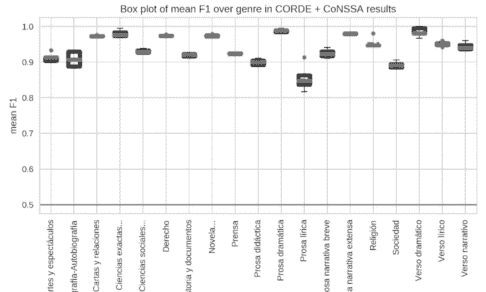 Box plot of mean F1 over genre in CORDE + CoNSSA results
mean F1
1.0
0.9
0.8
0.7
0.6
0.5
rtes y espectáculos
grafía-Autobiografía
Cartas y relaciones
Ciencias exactas...
Ciencias sociales...
Derecho
toria y documentos
Novela...
Prensa
Prosa didáctica
Prosa dramática
Prosa lírica
osa narrativa breve
a narrativa extensa
Religión
Sociedad
Verso dramático
Verso lírico
Verso narrativo